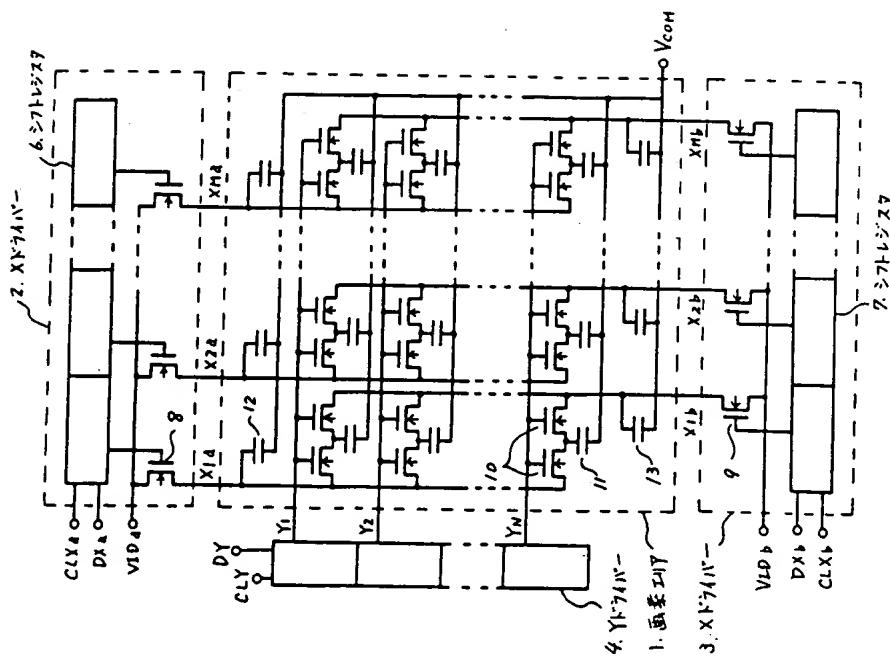 2. Xドライバー
6. シフトレジスタ
CLXa
DXa
VIDa
8
X1a
X2a
XMa
12
CLY
DY
Y1
Y2
YN
10
11
13
VCOM
4. Yドライバー
1. 画素エリア
3. Xドライバー
9
X1b
X2b
XMb
VIDb
DXb
CLXb
7. シフトレジスタ